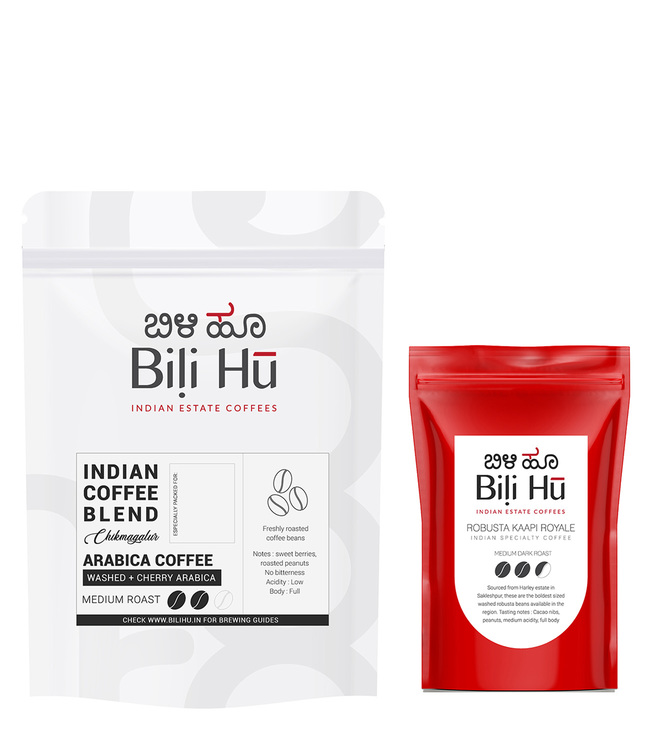 ಬಿಳಿ ಹೂ
Biḷi Hū
INDIAN ESTATE COFFEES
INDIAN
COFFEE
BLEND
Chikmagalur
ESPECIALLY PACKED FOR:
ARABICA COFFEE
WASHED + CHERRY ARABICA
MEDIUM ROAST
Freshly roasted
coffee beans
Notes : sweet berries,
roasted peanuts
No bitterness
Acidity : Low
Body : Full
CHECK WWW.BILIHU.IN FOR BREWING GUIDES
ಬಿಳಿ ಹೂ
Biḷi Hū
INDIAN ESTATE COFFEES
ROBUSTA KAAPI ROYALE
INDIAN SPECIALTY COFFEE
MEDIUM DARK ROAST
Sourced from Harley estate in
Sakleshpur, these are the boldest sized
washed robusta beans available in the
region. Tasting notes : Cacao nibs,
peanuts, medium acidity, full body